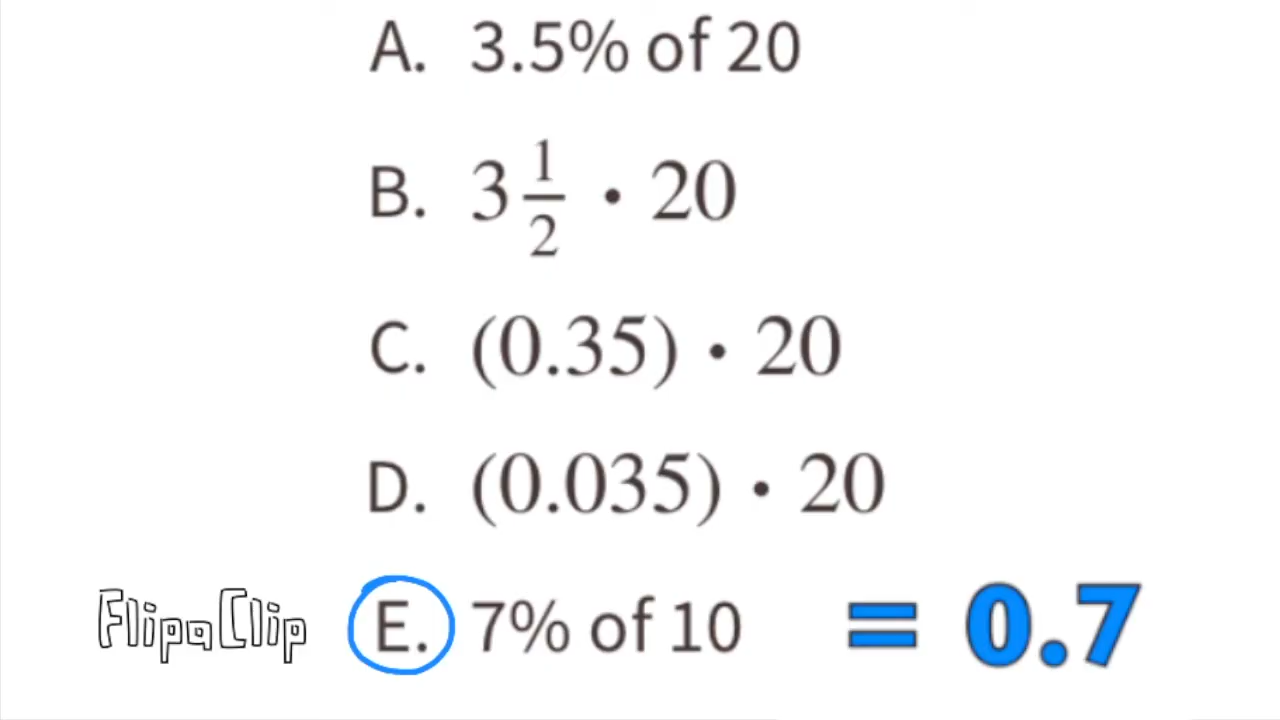 A. 3.5% of 20
B. 3 1/2 · 20
C. (0.35) · 20
D. (0.035) · 20
FlipaClip E. 7% of 10 = 0.7